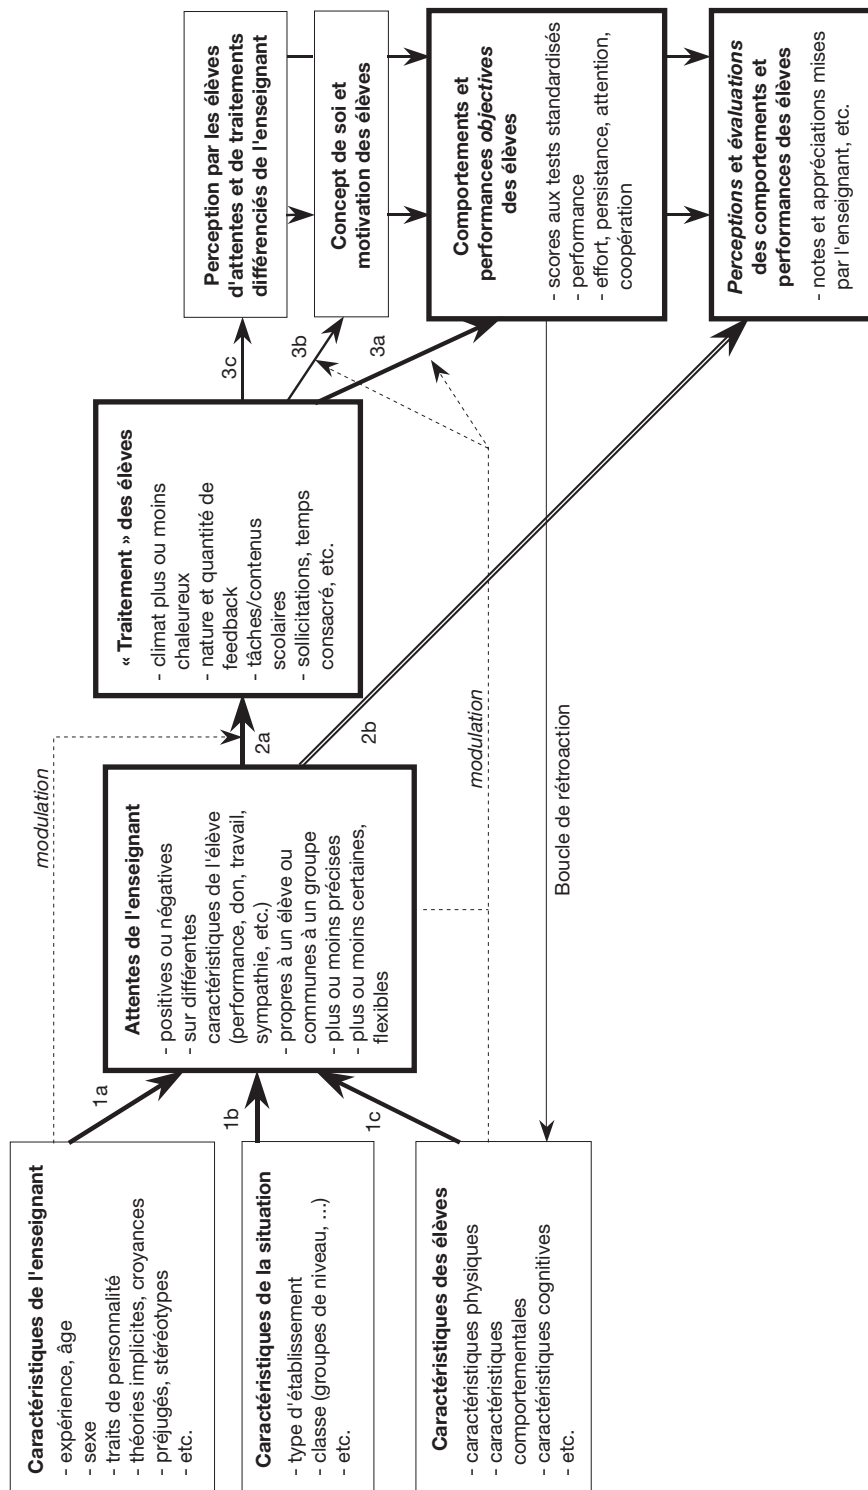 Caractéristiques de l'enseignant
- expérience, âge
- sexe
- traits de personnalité
- théories implicites, croyances
- préjugés, stéréotypes
- etc.
Caractéristiques de la situation
- type d'établissement
- classe (groupes de niveau, ...)
- etc.
Caractéristiques des élèves
- caractéristiques physiques
- caractéristiques
comportementales
- caractéristiques cognitives
- etc.
1a
1b
1c
modulation
Attentes de l'enseignant
- positives ou négatives
- sur différentes
caractéristiques de l'élève
(performance, don, travail,
sympathie, etc.)
- propres à un élève ou
communes à un groupe
- plus ou moins précises
- plus ou moins certaines,
flexibles
2a
2b
modulation
Boucle de rétroaction
« Traitement » des élèves
- climat plus ou moins
chaleureux
- nature et quantité de
feedback
- tâches/contenus
scolaires
- sollicitations, temps
consacré, etc.
3c
3b
3a
Perception par les élèves
d'attentes et de traitements
différenciés de l'enseignant
Concept de soi et
motivation des élèves
Comportements et
performances objectives
des élèves
- scores aux tests standardisés
- performance
- effort, persistance, attention,
coopération
Perceptions et évaluations
des comportements et
performances des élèves
- notes et appréciations mises
par l'enseignant, etc.